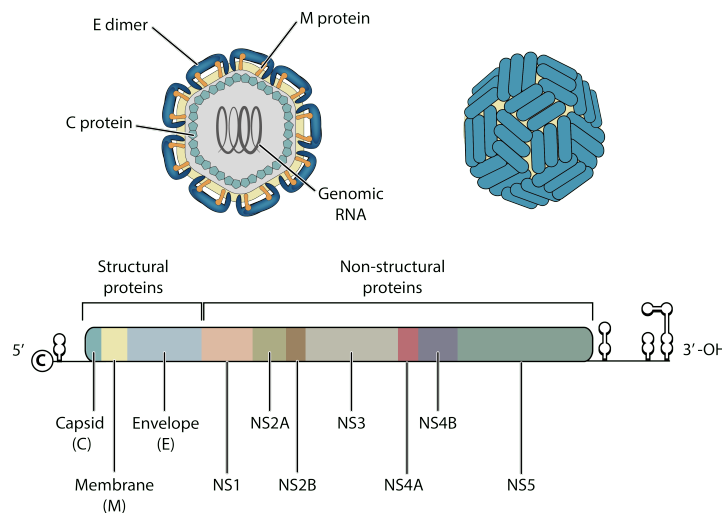 E dimer
M protein
C protein
Genomic
RNA
Structural
proteins
Non-structural
proteins
5′
C
3′-OH
Capsid
(C)
Envelope
(E)
NS2A
NS3
NS4B
Membrane
(M)
NS1
NS2B
NS4A
NS5